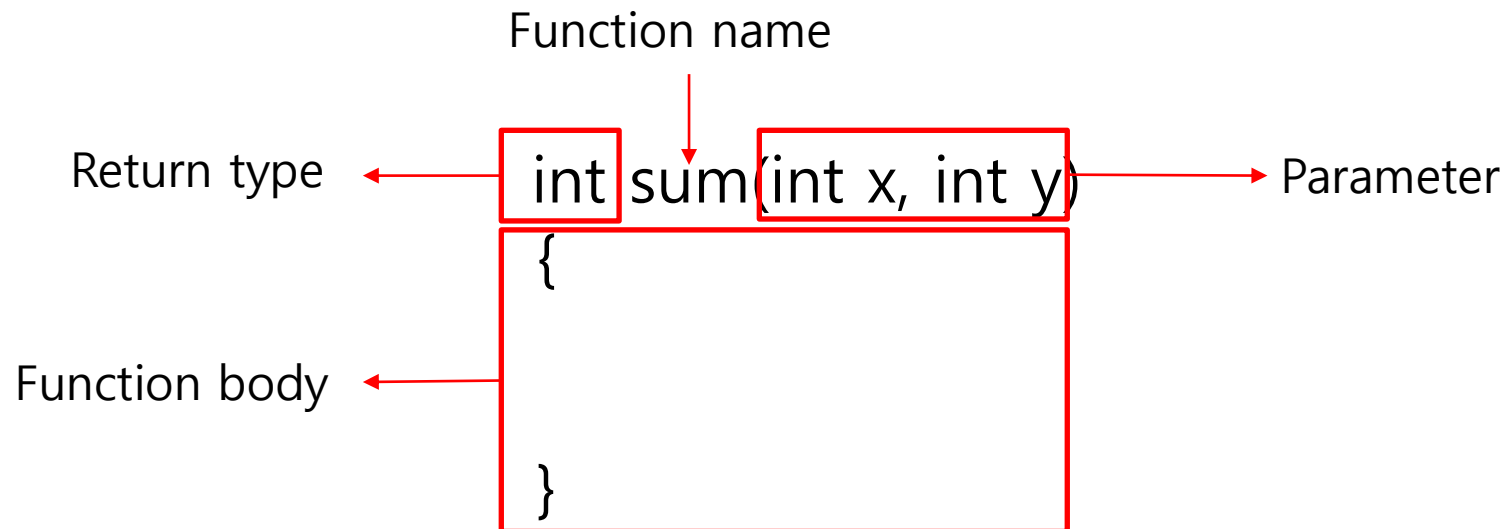 Function name
Return type
int sum(int x, int y)
Parameter
{
Function body
}